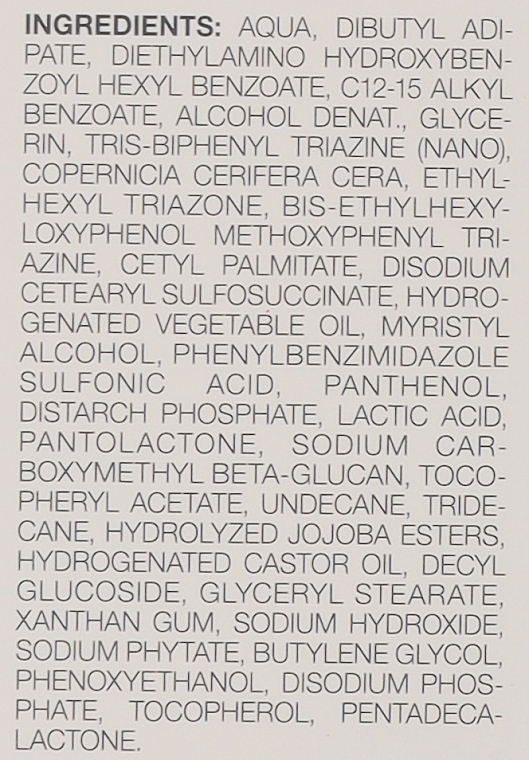 INGREDIENTS: AQUA, DIBUTYL ADI-
PATE, DIETHYLAMINO HYDROXYBEN-
ZOYL HEXYL BENZOATE, C12-15 ALKYL
BENZOATE, ALCOHOL DENAT., GLYCE-
RIN, TRIS-BIPHENYL TRIAZINE (NANO),
COPERNICIA CERIFERA CERA, ETHYL-
HEXYL TRIAZONE, BIS-ETHYLHEXY-
LOXYPHENOL METHOXYPHENYL TRI-
AZINE, CETYL PALMITATE, DISODIUM
CETEARYL SULFOSUCCINATE, HYDRO-
GENATED VEGETABLE OIL, MYRISTYL
ALCOHOL, PHENYLBENZIMIDAZOLE
SULFONIC ACID, PANTHENOL,
DISTARCH PHOSPHATE, LACTIC ACID,
PANTOLACTONE, SODIUM CAR-
BOXYMETHYL BETA-GLUCAN, TOCO-
PHERYL ACETATE, UNDECANE, TRIDE-
CANE, HYDROLYZED JOJOBA ESTERS,
HYDROGENATED CASTOR OIL, DECYL
GLUCOSIDE, GLYCERYL STEARATE,
XANTHAN GUM, SODIUM HYDROXIDE,
SODIUM PHYTATE, BUTYLENE GLYCOL,
PHENOXYETHANOL, DISODIUM PHOS-
PHATE, TOCOPHEROL, PENTADECA-
LACTONE.